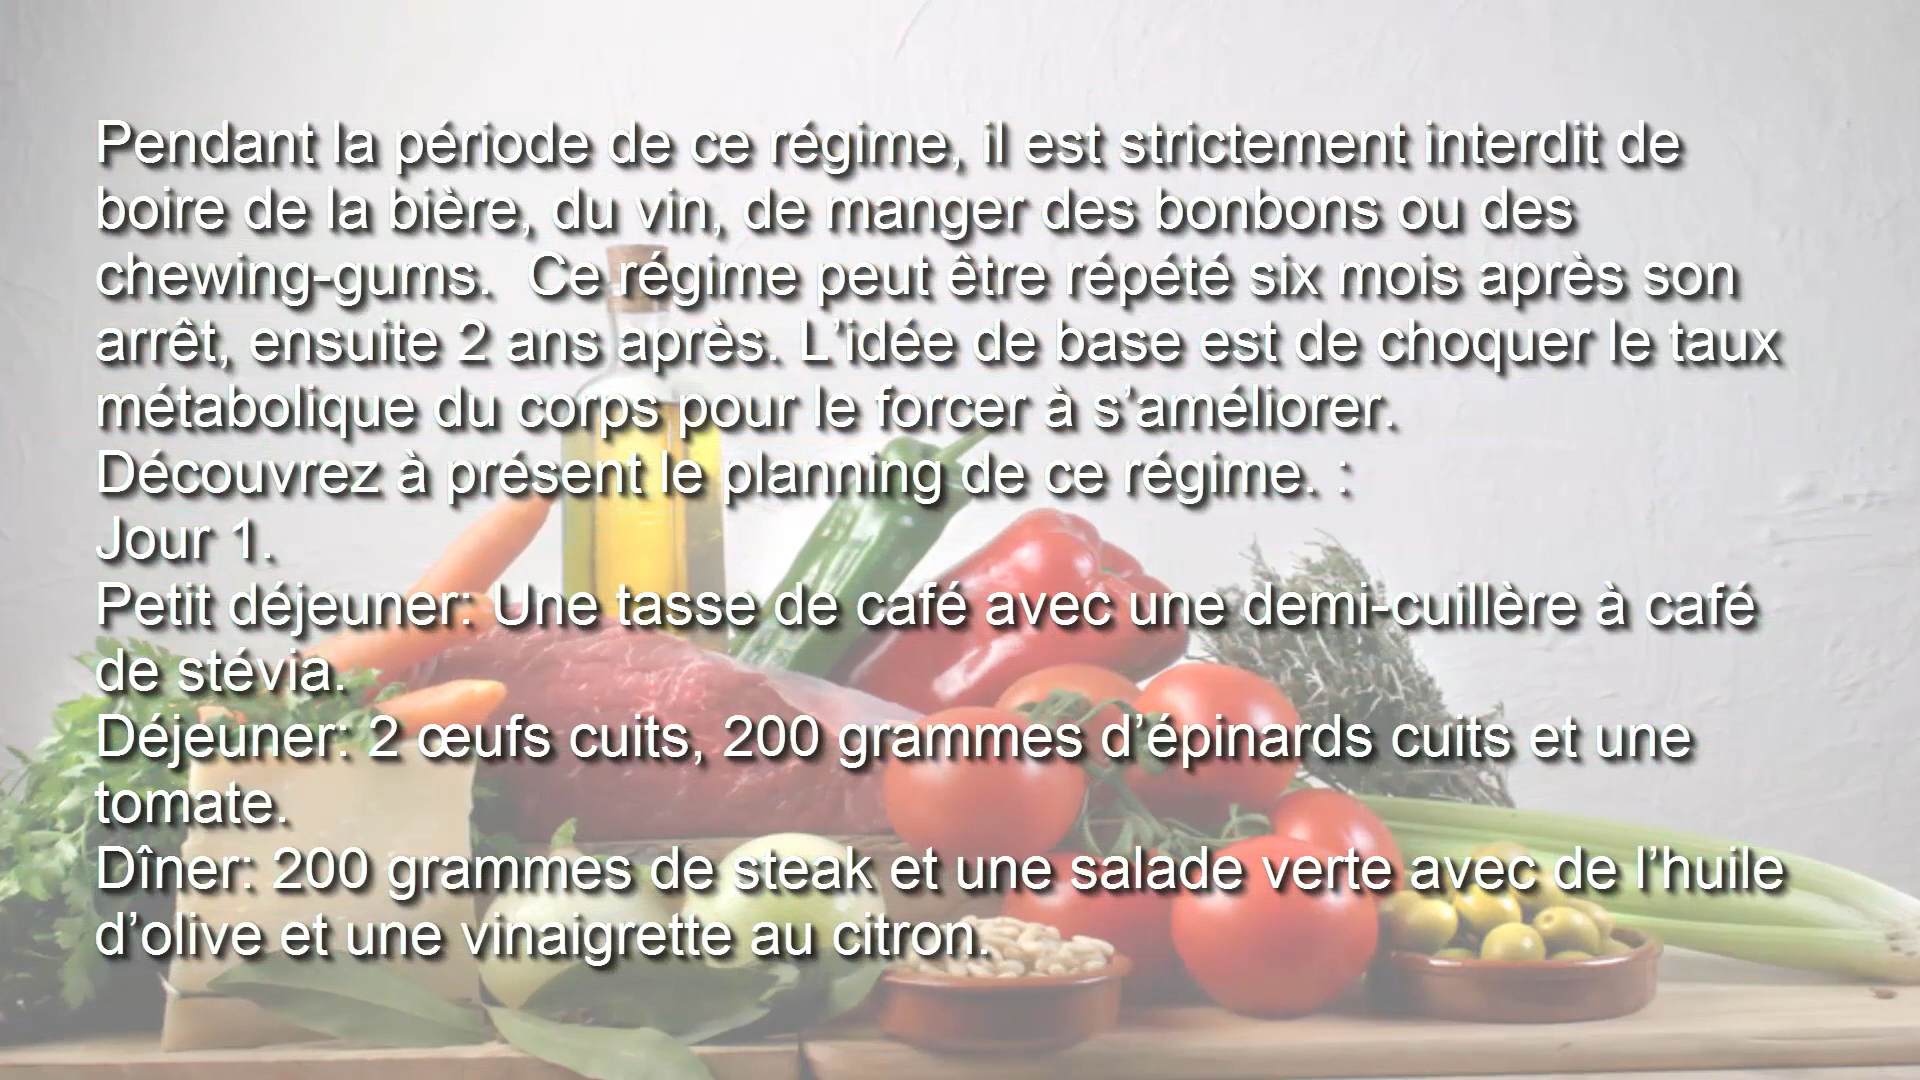 Pendant la période de ce régime, il est strictement interdit de
boire de la bière, du vin, de manger des bonbons ou des
chewing-gums.  Ce régime peut être répété six mois après son
arrêt, ensuite 2 ans après. L’idée de base est de choquer le taux
métabolique du corps pour le forcer à s’améliorer.
Découvrez à présent le planning de ce régime. :
Jour 1.
Petit déjeuner: Une tasse de café avec une demi-cuillère à café
de stévia.
Déjeuner: 2 œufs cuits, 200 grammes d’épinards cuits et une
tomate.
Dîner: 200 grammes de steak et une salade verte avec de l’huile
d’olive et une vinaigrette au citron.